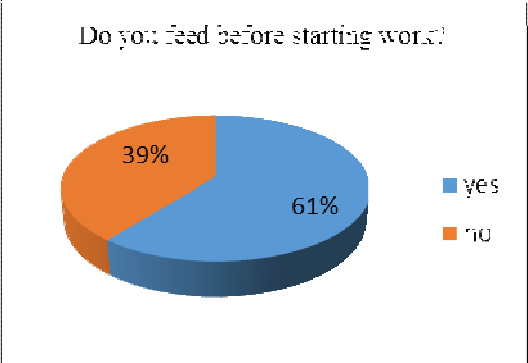 Do you feed before starting work?
39%
61%
yes
no